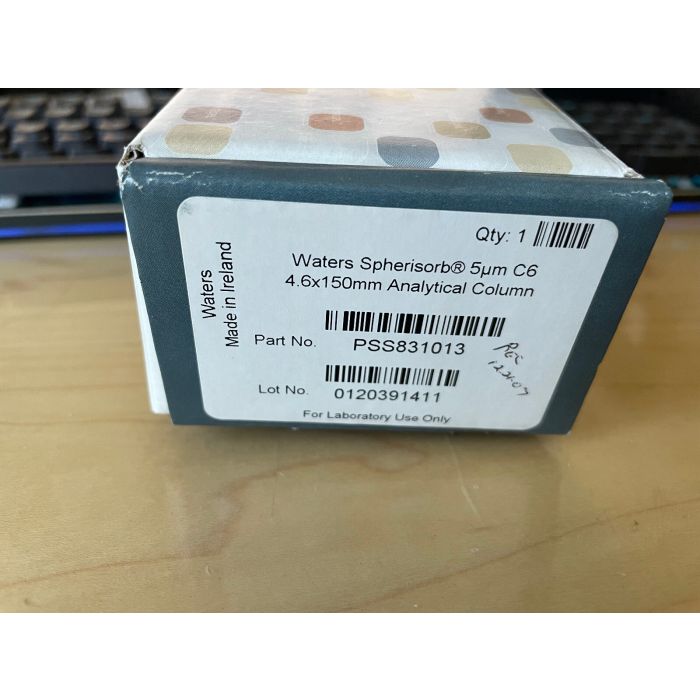 Qty: 1
Waters Spherisorb® 5µm C6
4.6x150mm Analytical Column
Waters
Made in Ireland
Part No. PSS831013
Lot No. 0120391411
For Laboratory Use Only
Rec